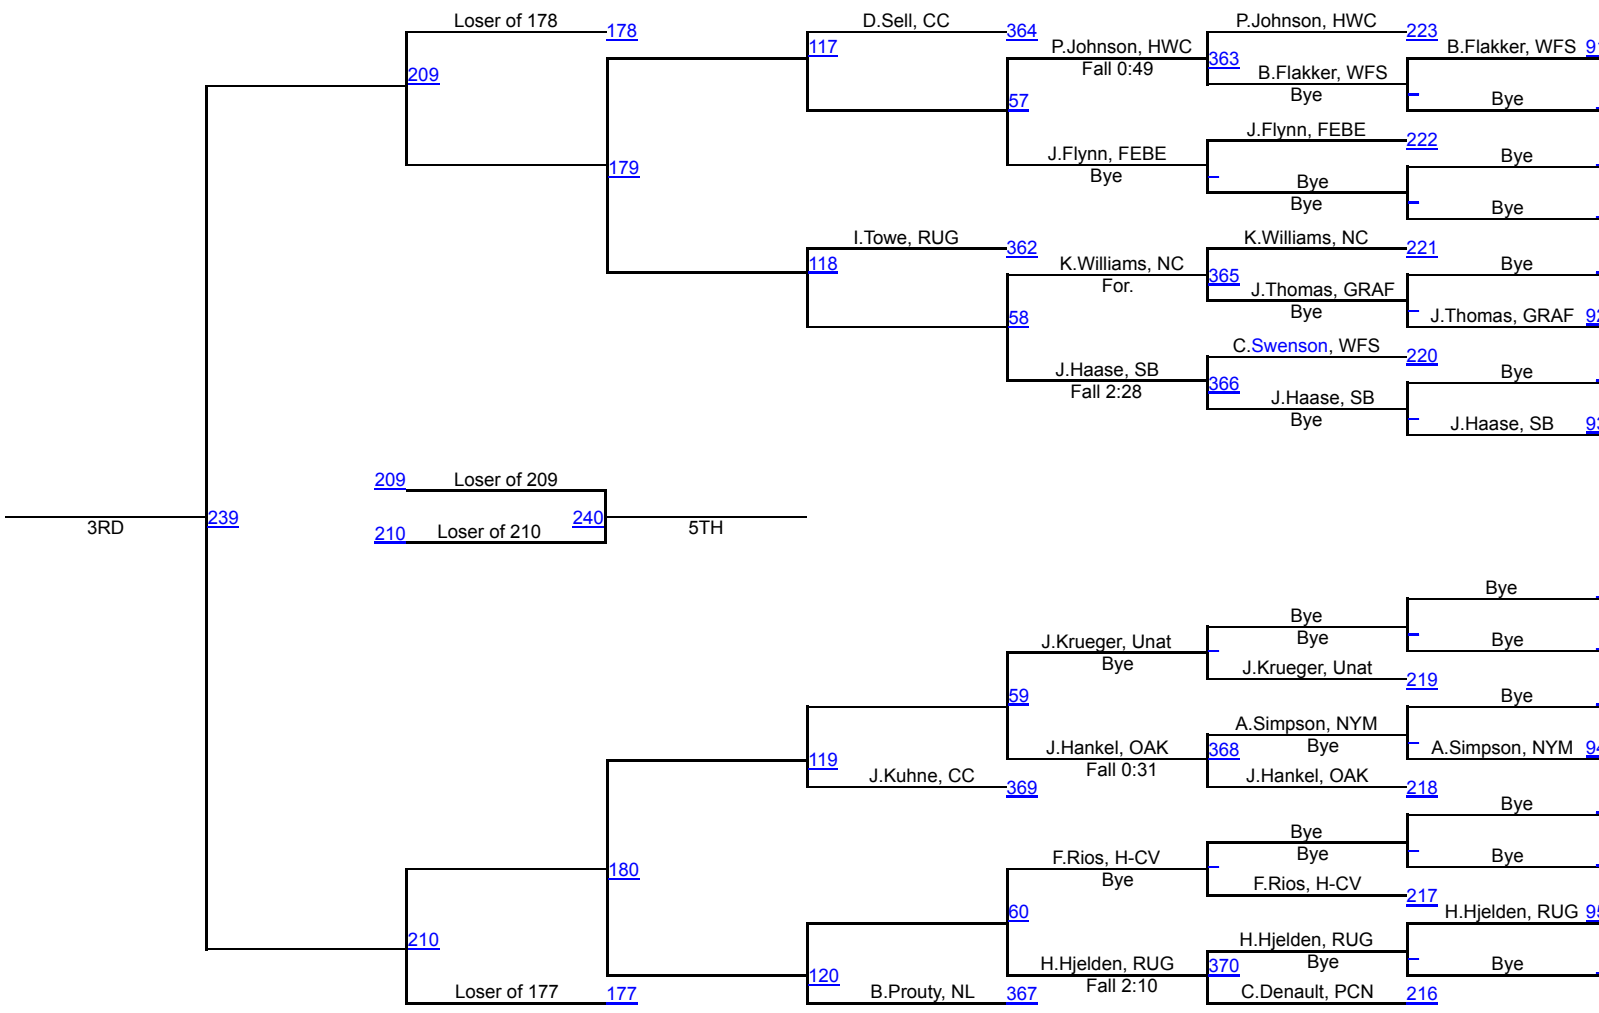 Loser of 178 178 D.Sell, CC 364 P.Johnson, HWC 223
117 P.Johnson, HWC B.Flakker, WFS
Fall 0:49 363 B.Flakker, WFS
209 Bye Bye
57
J.Flynn, FEBE 222
J.Flynn, FEBE Bye
179 Bye Bye
Bye Bye
I.Towe, RUG 362 K.Williams, NC 221
118 K.Williams, NC Bye
For. 365 J.Thomas, GRAF
58 Bye J.Thomas, GRAF
C.Swenson, WFS 220
J.Haase, SB Bye
Fall 2:28 366 J.Haase, SB
Bye J.Haase, SB
209 Loser of 209
3RD 239 240 5TH
210 Loser of 210
Bye
Bye
J.Krueger, Unat Bye Bye
Bye J.Krueger, Unat 219
59 Bye
A.Simpson, NYM
119 J.Hankel, OAK 368 Bye A.Simpson, NYM
Fall 0:31
J.Kuhne, CC 369 J.Hankel, OAK 218
Bye
Bye
F.Rios, H-CV Bye Bye
180 Bye F.Rios, H-CV 217
60 H.Hjelden, RUG
210 H.Hjelden, RUG
H.Hjelden, RUG 370 Bye Bye
120 Fall 2:10
Loser of 177 177 B.Prouty, NL 367 C.Denault, PCN 216